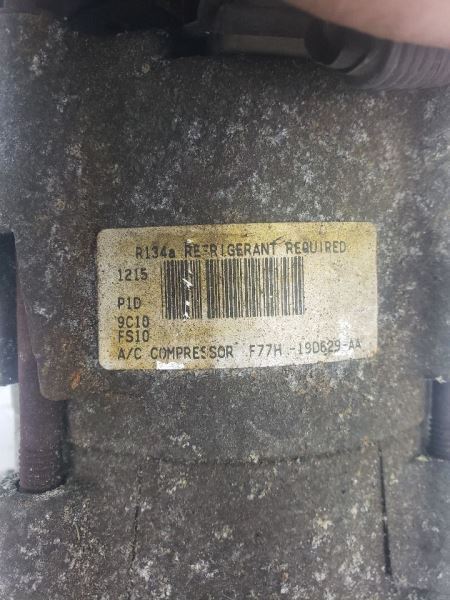 R134a REFRIGERANT REQUIRED
1215
P1D
9C10
FS10
A/C COMPRESSOR F77H -19D629-AA